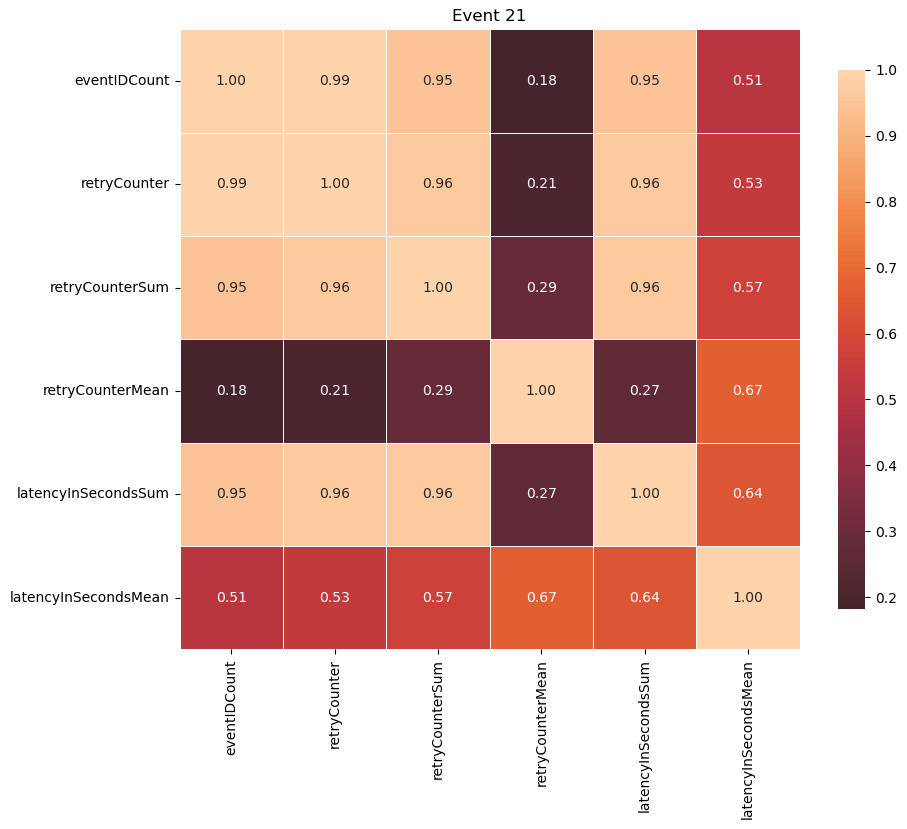 Event 21
eventIDCount 1.00 0.99 0.95 0.18 0.95 0.51
retryCounter 0.99 1.00 0.96 0.21 0.96 0.53
retryCounterSum 0.95 0.96 1.00 0.29 0.96 0.57
retryCounterMean 0.18 0.21 0.29 1.00 0.27 0.67
latencyInSecondsSum 0.95 0.96 0.96 0.27 1.00 0.64
latencyInSecondsMean 0.51 0.53 0.57 0.67 0.64 1.00
eventIDCount
retryCounter
retryCounterSum
retryCounterMean
latencyInSecondsSum
latencyInSecondsMean
1.0
0.9
0.8
0.7
0.6
0.5
0.4
0.3
0.2